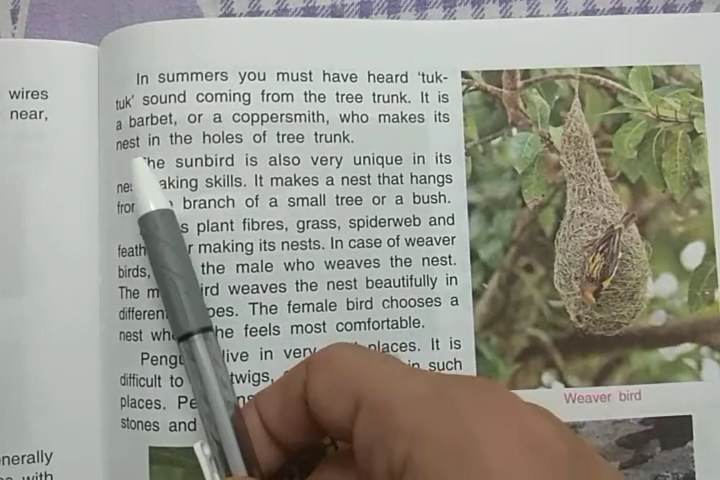 wires
near,
nerally
with
In summers you must have heard 'tuk-
tuk' sound coming from the tree trunk. It is
a barbet, or a coppersmith, who makes its
nest in the holes of tree trunk.
The sunbird is also very unique in its
aking skills. It makes a nest that hangs
branch of a small tree or a bush.
plant fibres, grass, spiderweb and
feath making its nests. In case of weaver
birds, the male who weaves the nest.
The weaves the nest beautifully in
The female bird chooses a
nest feels most comfortable.
live in very places. It is
difficult to twigs, in such
places.
stones and
Weaver bird